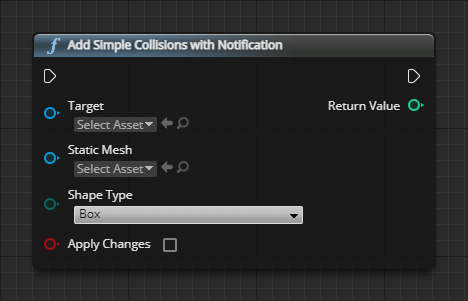 Add Simple Collisions with Notification
Target
Return Value
Select Asset
Static Mesh
Select Asset
Shape Type
Box
Apply Changes